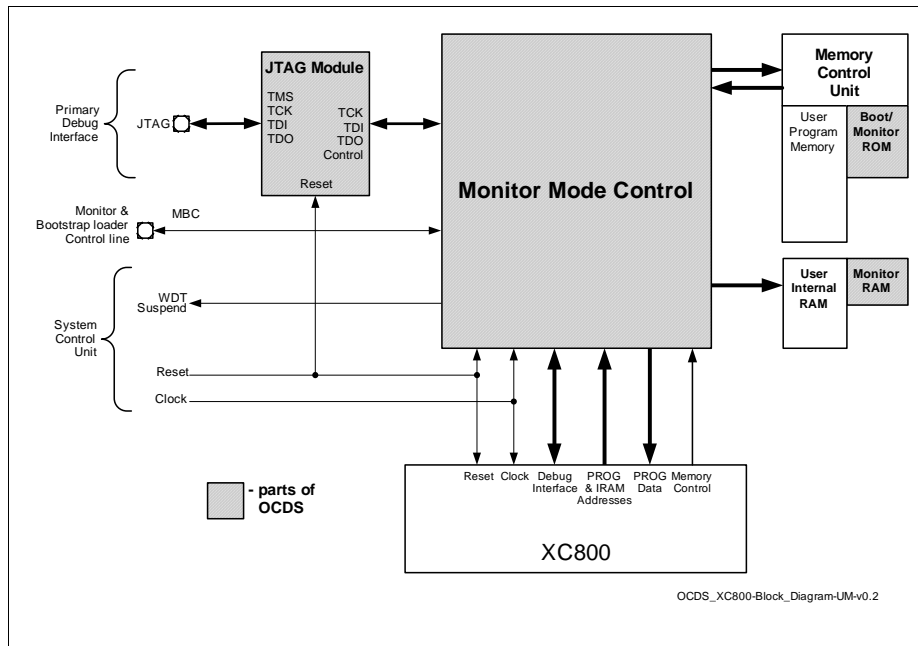 JTAG Module
TMS
TCK
TDI
TDO
TCK
TDI
TDO
Control
Reset
Primary
Debug
Interface
JTAG
Monitor &
Bootstrap loader
Control line
MBC
System
Control
Unit
WDT
Suspend
Reset
Clock
Monitor Mode Control
Memory
Control
Unit
User
Program
Memory
Boot/
Monitor
ROM
User
Internal
RAM
Monitor
RAM
Reset
Clock
Debug
Interface
PROG
& IRAM
Addresses
PROG
Data
Memory
Control
XC800
- parts of
OCDS
OCDS_XC800-Block_Diagram-UM-v0.2